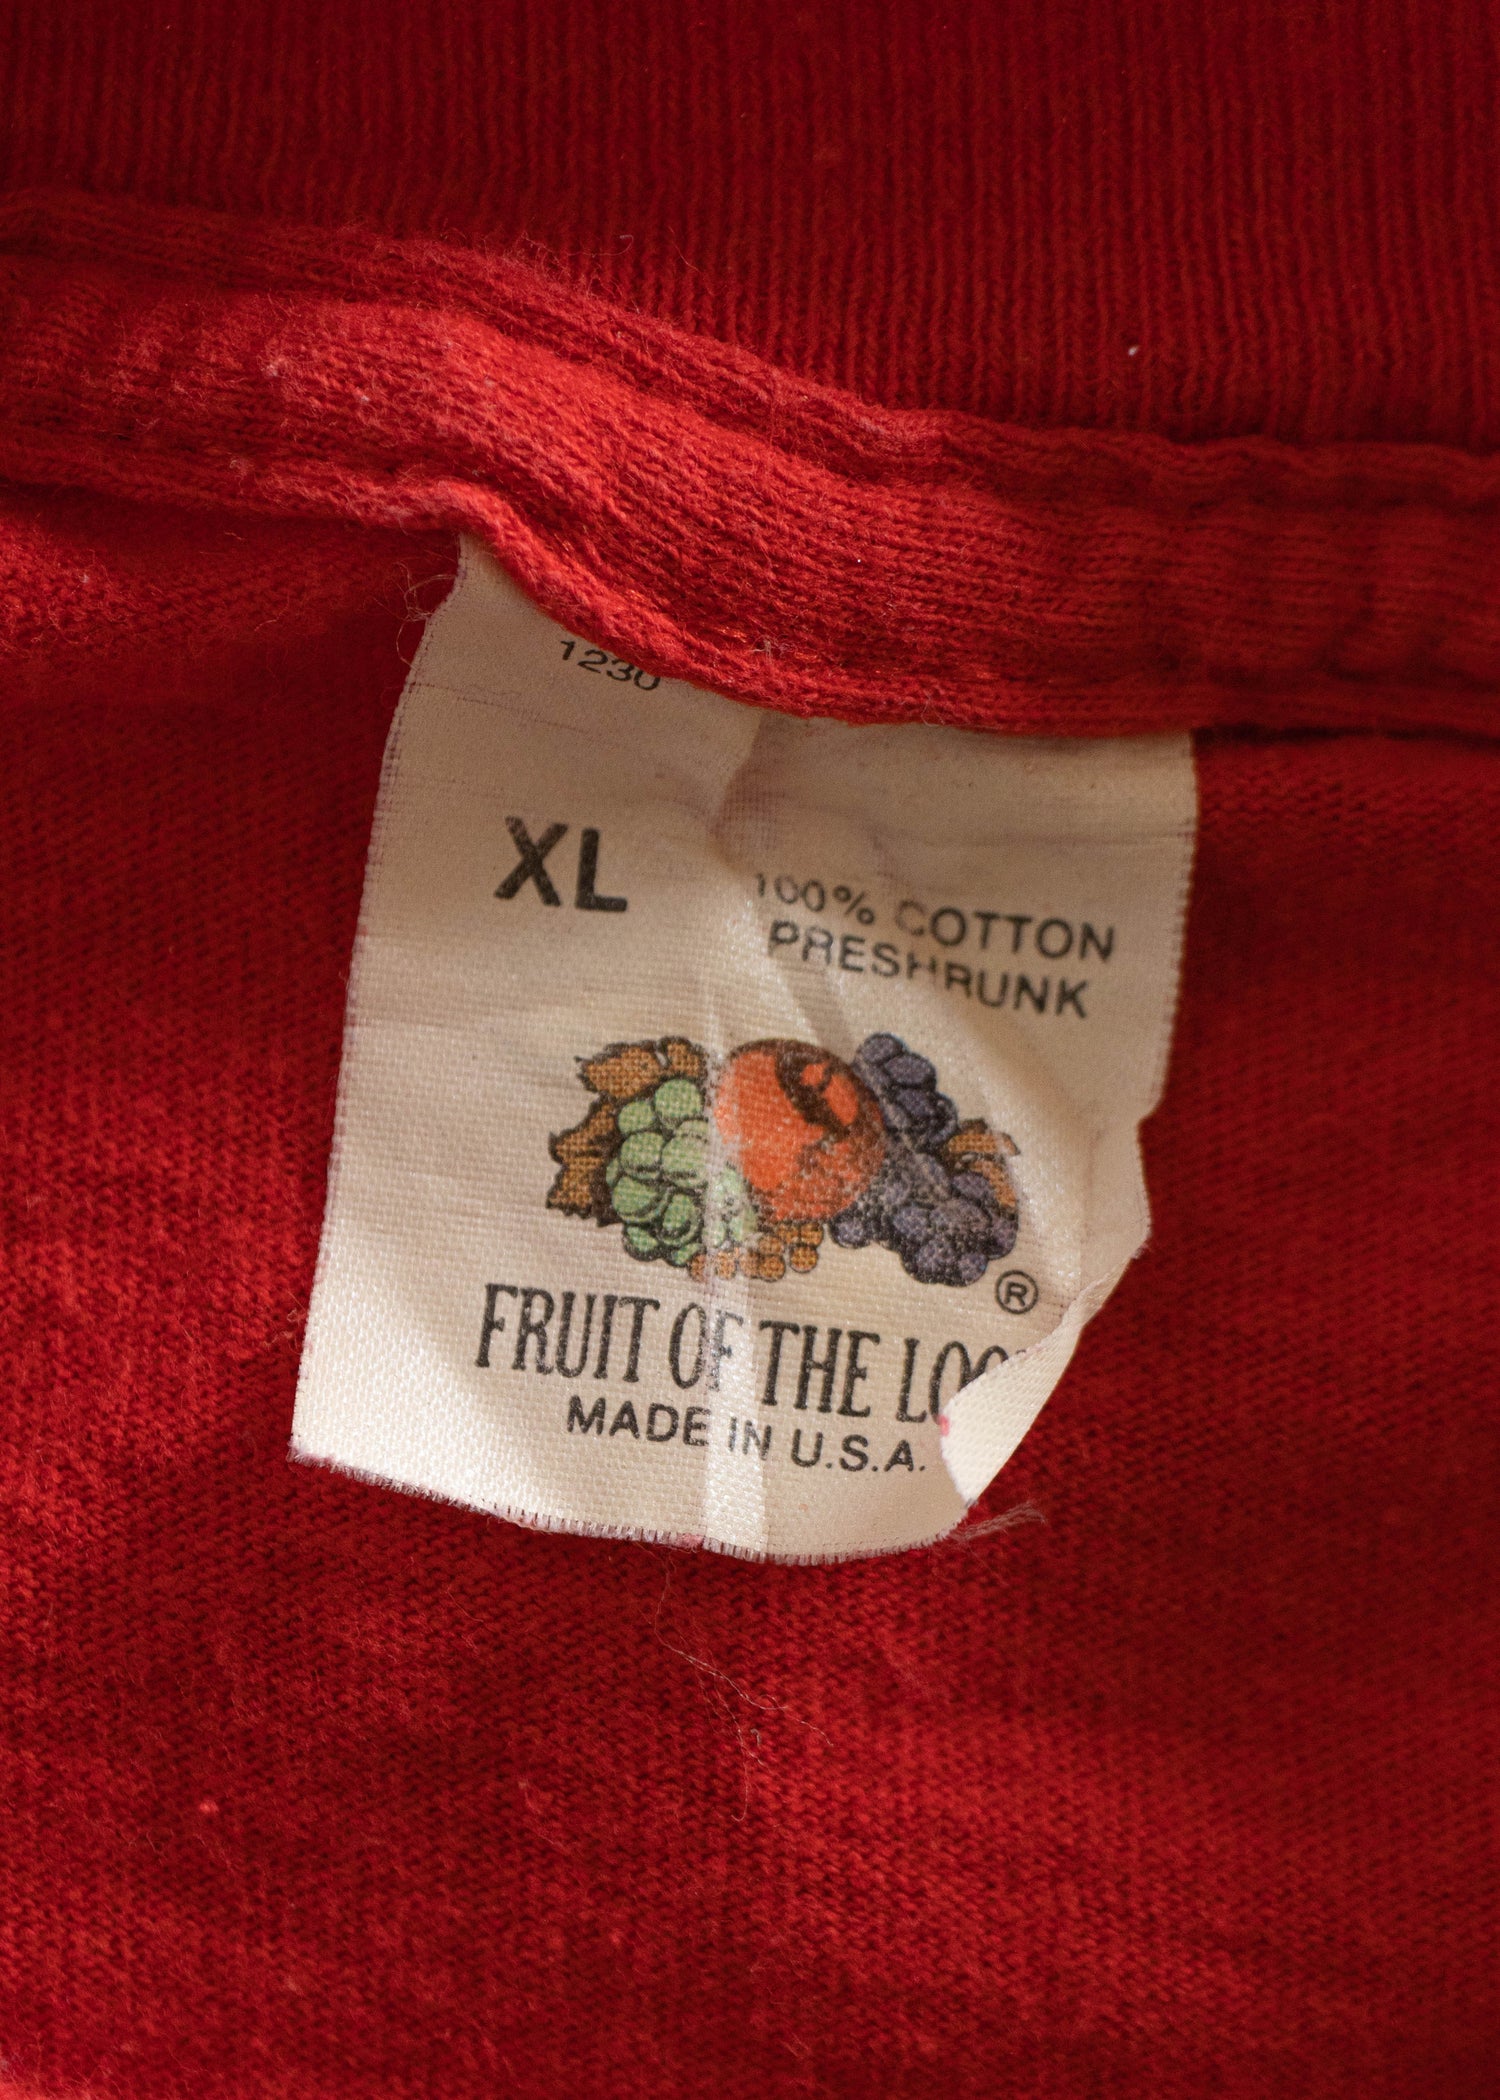 1230
XL
100% COTTON
PRESHRUNK
®
FRUIT OF THE LOO
MADE IN U.S.A.